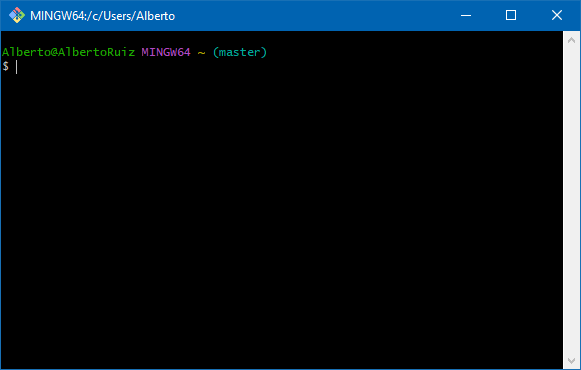 MINGW64:/c/Users/Alberto
Alberto@AlbertoRuiz MINGW64 ~ (master)
$